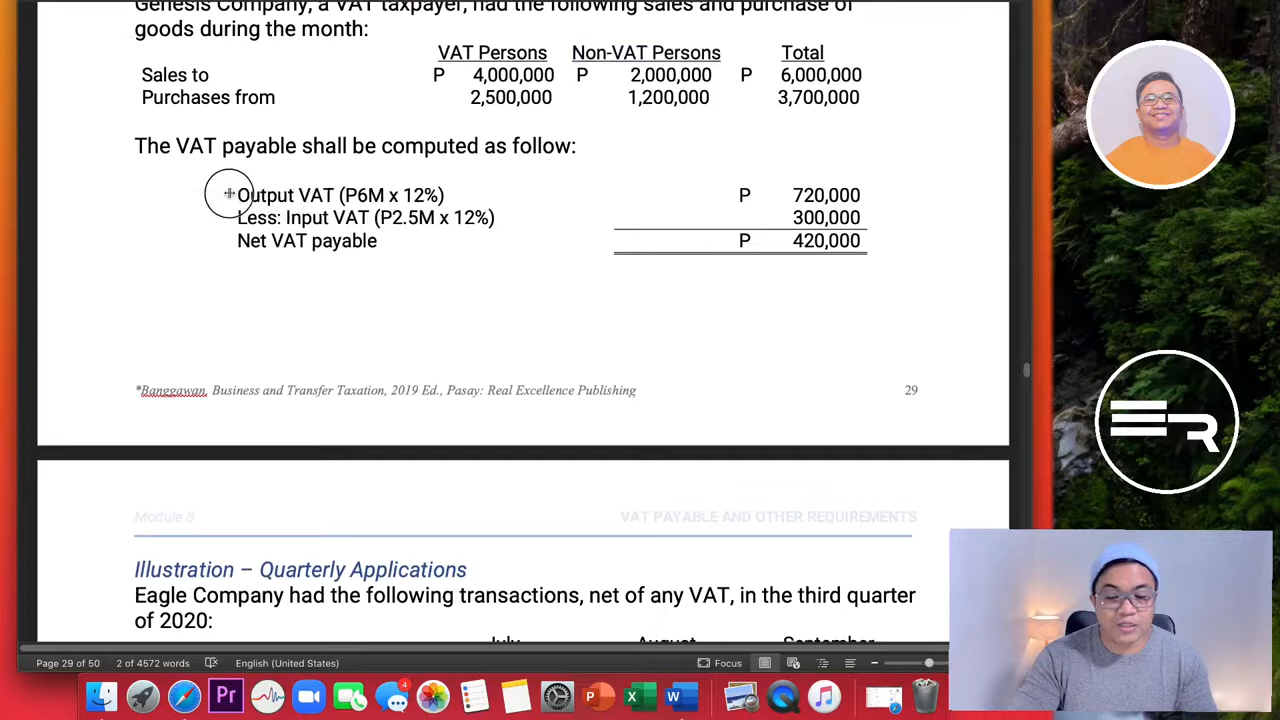 Genesis Company, a VAT taxpayer, had the following sales and purchase of
goods during the month:
VAT Persons Non-VAT Persons Total
Sales to P 4,000,000 P 2,000,000 P 6,000,000
Purchases from 2,500,000 1,200,000 3,700,000
The VAT payable shall be computed as follow:
Output VAT (P6M x 12%) P 720,000
Less: Input VAT (P2.5M x 12%) 300,000
Net VAT payable P 420,000
*Banggawan, Business and Transfer Taxation, 2019 Ed., Pasay: Real Excellence Publishing 29
Module 8 VAT PAYABLE AND OTHER REQUIREMENTS
Illustration – Quarterly Applications
Eagle Company had the following transactions, net of any VAT, in the third quarter
of 2020:
July August September
Page 29 of 50 2 of 4572 words English (United States) Focus
Pr 4 P X W
ER